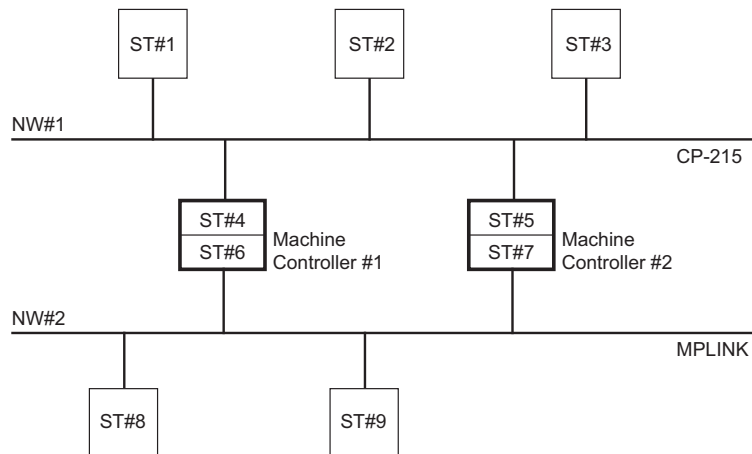 ST#1
ST#2
ST#3
NW#1
CP-215
ST#4
ST#6
Machine
Controller #1
ST#5
ST#7
Machine
Controller #2
NW#2
MPLINK
ST#8
ST#9